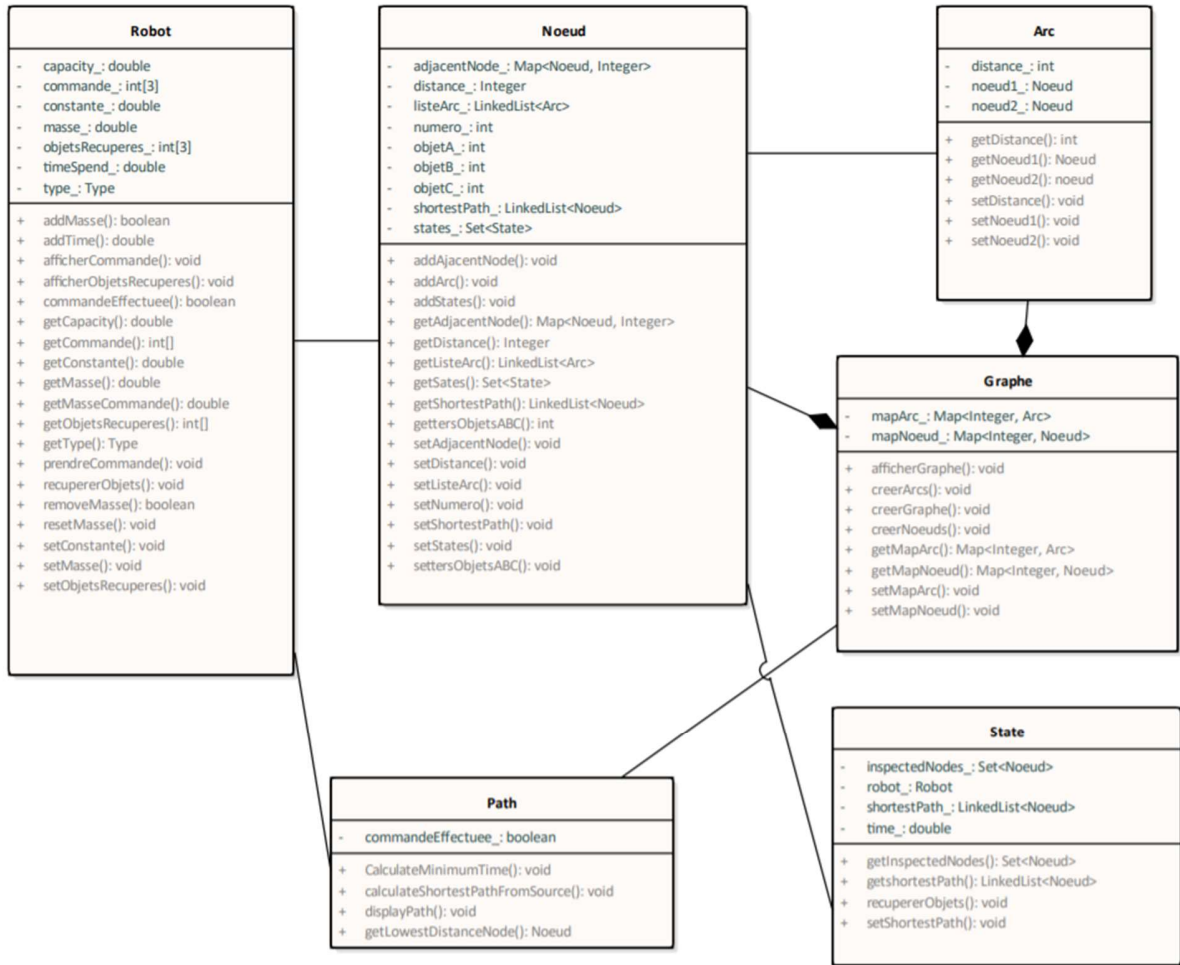 Robot
- capacity_: double
- commande_: int[3]
- constante_: double
- masse_: double
- objetsRecuperes_: int[3]
- timeSpend_: double
- type_: Type
+ addMasse(): boolean
+ addTime(): double
+ afficherCommande(): void
+ afficherObjetsRecuperes(): void
+ commandeEffectuee(): boolean
+ getCapacity(): double
+ getCommande(): int[]
+ getConstante(): double
+ getMasse(): double
+ getMasseCommande(): double
+ getObjetsRecuperes(): int[]
+ getType(): Type
+ prendreCommande(): void
+ recupererObjets(): void
+ removeMasse(): boolean
+ resetMasse(): void
+ setConstante(): void
+ setMasse(): void
+ setObjetsRecuperes(): void
Noeud
- adjacentNode_: Map<Noeud, Integer>
- distance_: Integer
- listeArc_: LinkedList<Arc>
- numero_: int
- objetA_: int
- objetB_: int
- objetC_: int
- shortestPath_: LinkedList<Noeud>
- states_: Set<State>
+ addAjacentNode(): void
+ addArc(): void
+ addStates(): void
+ getAdjacentNode(): Map<Noeud, Integer>
+ getDistance(): Integer
+ getListeArc(): LinkedList<Arc>
+ getSates(): Set<State>
+ getShortestPath(): LinkedList<Noeud>
+ gettersObjetsABC(): int
+ setAdjacentNode(): void
+ setDistance(): void
+ setListeArc(): void
+ setNumero(): void
+ setShortestPath(): void
+ setStates(): void
+ settersObjetsABC(): void
Arc
- distance_: int
- noeud1_: Noeud
- noeud2_: Noeud
+ getDistance(): int
+ getNoeud1(): Noeud
+ getNoeud2(): noeud
+ setDistance(): void
+ setNoeud1(): void
+ setNoeud2(): void
Graphe
- mapArc_: Map<Integer, Arc>
- mapNoeud_: Map<Integer, Noeud>
+ afficherGraphe(): void
+ creerArcs(): void
+ creerGraphe(): void
+ creerNoeuds(): void
+ getMapArc(): Map<Integer, Arc>
+ getMapNoeud(): Map<Integer, Noeud>
+ setMapArc(): void
+ setMapNoeud(): void
Path
- commandeEffectuee_: boolean
+ CalculateMinimumTime(): void
+ calculateShortestPathFromSource(): void
+ displayPath(): void
+ getLowestDistanceNode(): Noeud
State
- inspectedNodes_: Set<Noeud>
- robot_: Robot
- shortestPath_: LinkedList<Noeud>
- time_: double
+ getInspectedNodes(): Set<Noeud>
+ getshortestPath(): LinkedList<Noeud>
+ recupererObjets(): void
+ setShortestPath(): void